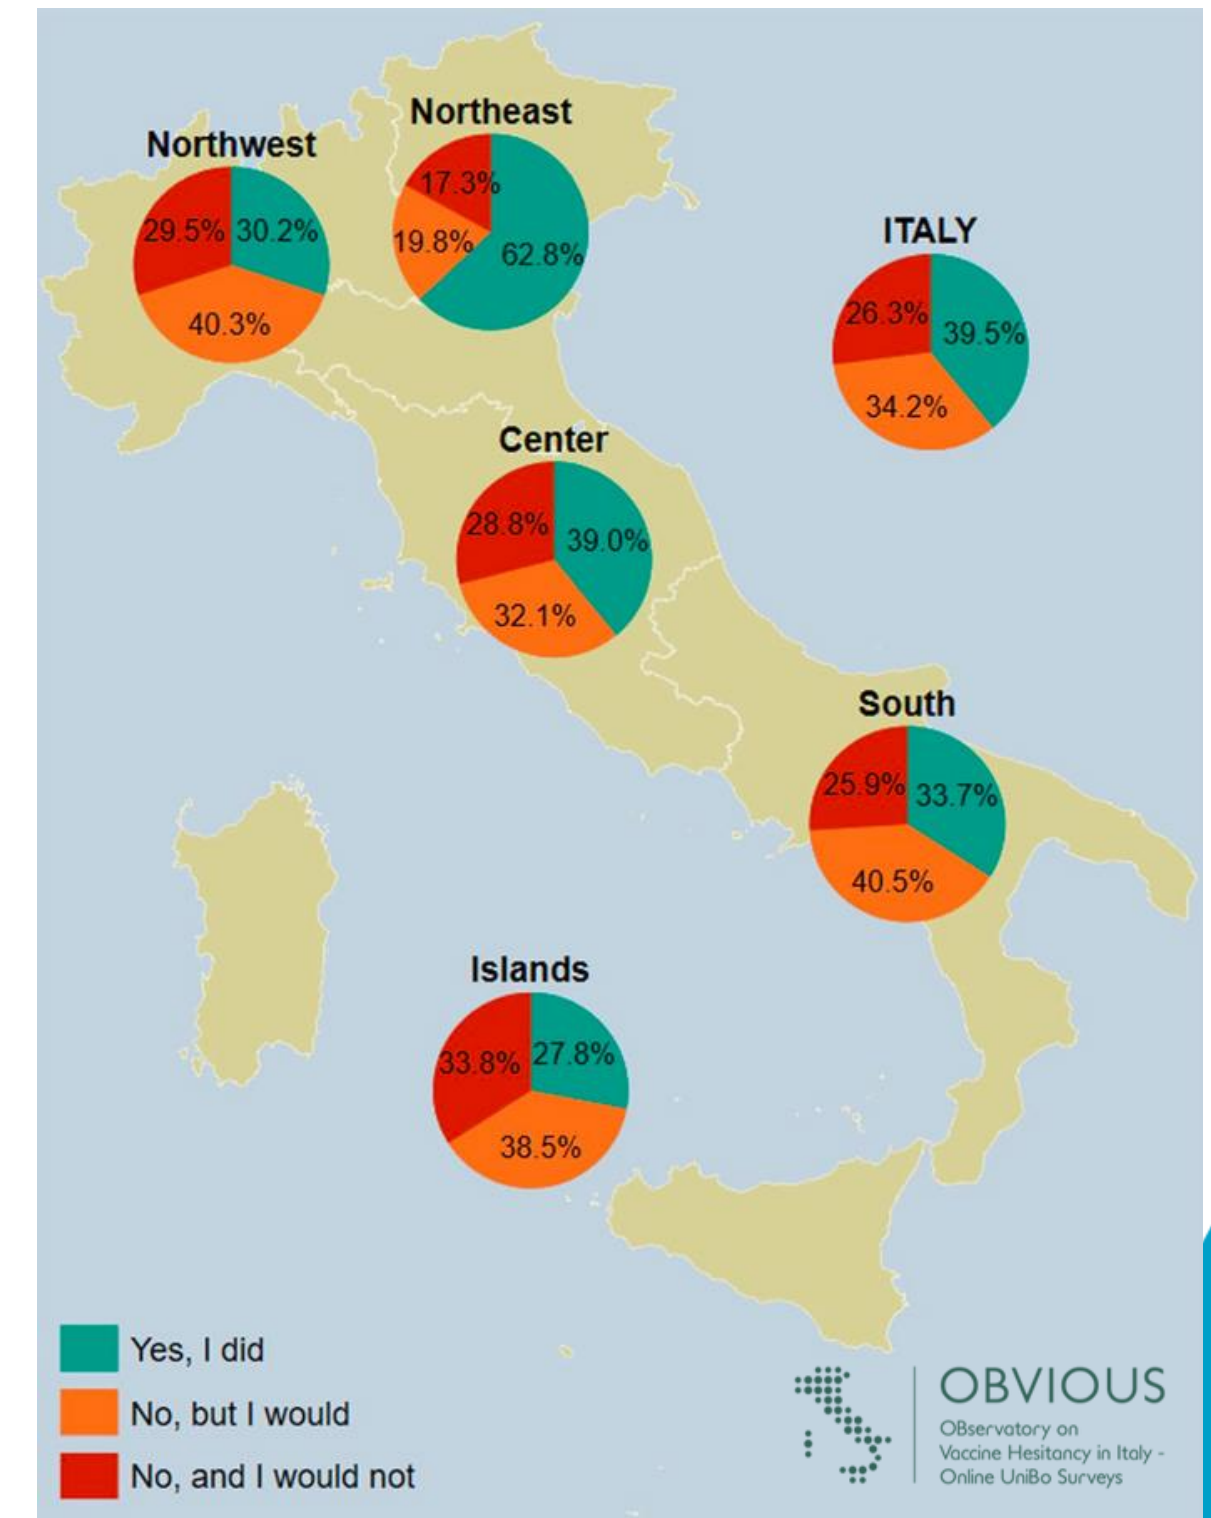 Northeast
17.3%
19.8%
62.8%
Northwest
29.5%
30.2%
40.3%
ITALY
26.3%
39.5%
34.2%
Center
28.8%
39.0%
32.1%
South
25.9%
33.7%
40.5%
Islands
33.8%
27.8%
38.5%
Yes, I did
No, but I would
No, and I would not
OBVIOUS
OBservatory on
Vaccine Hesitancy in Italy -
Online UniBo Surveys